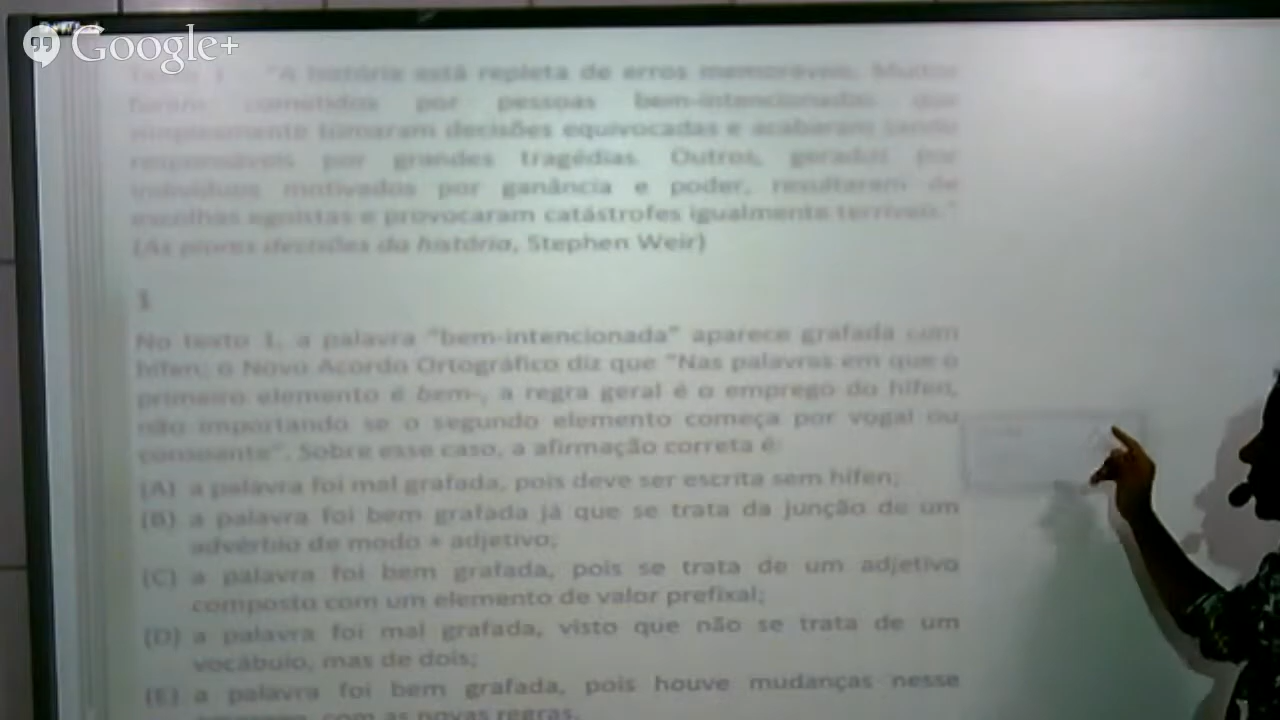 Google+
"A história está repleta de erros memoráveis. Muitos
foram cometidos por pessoas bem-intencionadas que
simplesmente tomaram decisões equivocadas e acabaram sendo
responsáveis por grandes tragédias. Outros, gerados por
indivíduos motivados por ganância e poder, resultaram de
escolhas egoístas e provocaram catástrofes igualmente terríveis."
(As piores decisões da história, Stephen Weir)
1
No texto 1, a palavra "bem-intencionada" aparece grafada com
hífen; o Novo Acordo Ortográfico diz que "Nas palavras em que o
primeiro elemento é bem-, a regra geral é o emprego do hífen,
não importando se o segundo elemento começa por vogal ou
consoante". Sobre esse caso, a afirmação correta é:
(A) a palavra foi mal grafada, pois deve ser escrita sem hífen;
(B) a palavra foi bem grafada já que se trata da junção de um
advérbio de modo + adjetivo;
(C) a palavra foi bem grafada, pois se trata de um adjetivo
composto com um elemento de valor prefixal;
(D) a palavra foi mal grafada, visto que não se trata de um
vocábulo, mas de dois;
(E) a palavra foi bem grafada, pois houve mudanças nesse
com as novas regras.